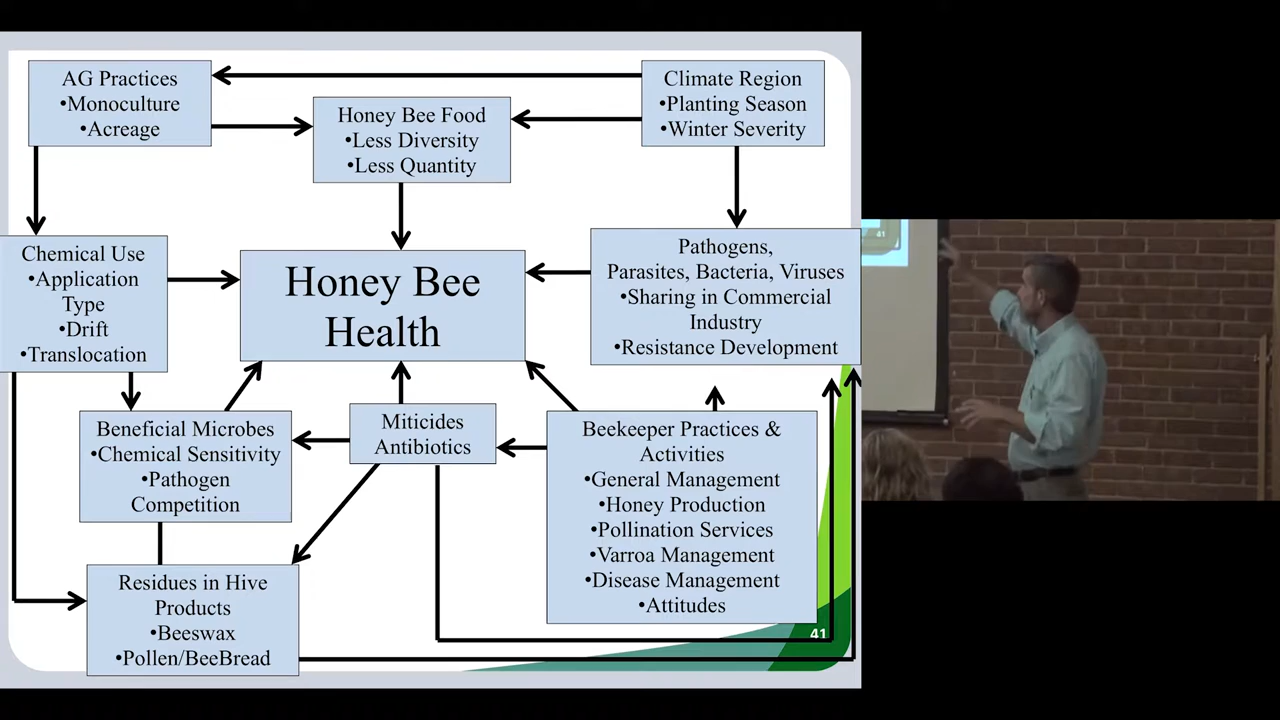 AG Practices
•Monoculture
•Acreage
Climate Region
•Planting Season
•Winter Severity
Honey Bee Food
•Less Diversity
•Less Quantity
Chemical Use
•Application
Type
•Drift
•Translocation
Honey Bee
Health
Pathogens,
Parasites, Bacteria, Viruses
•Sharing in Commercial
Industry
•Resistance Development
Beneficial Microbes
•Chemical Sensitivity
•Pathogen
Competition
Miticides
Antibiotics
Beekeeper Practices &
Activities
•General Management
•Honey Production
•Pollination Services
•Varroa Management
•Disease Management
•Attitudes
Residues in Hive
Products
•Beeswax
•Pollen/BeeBread
41
41